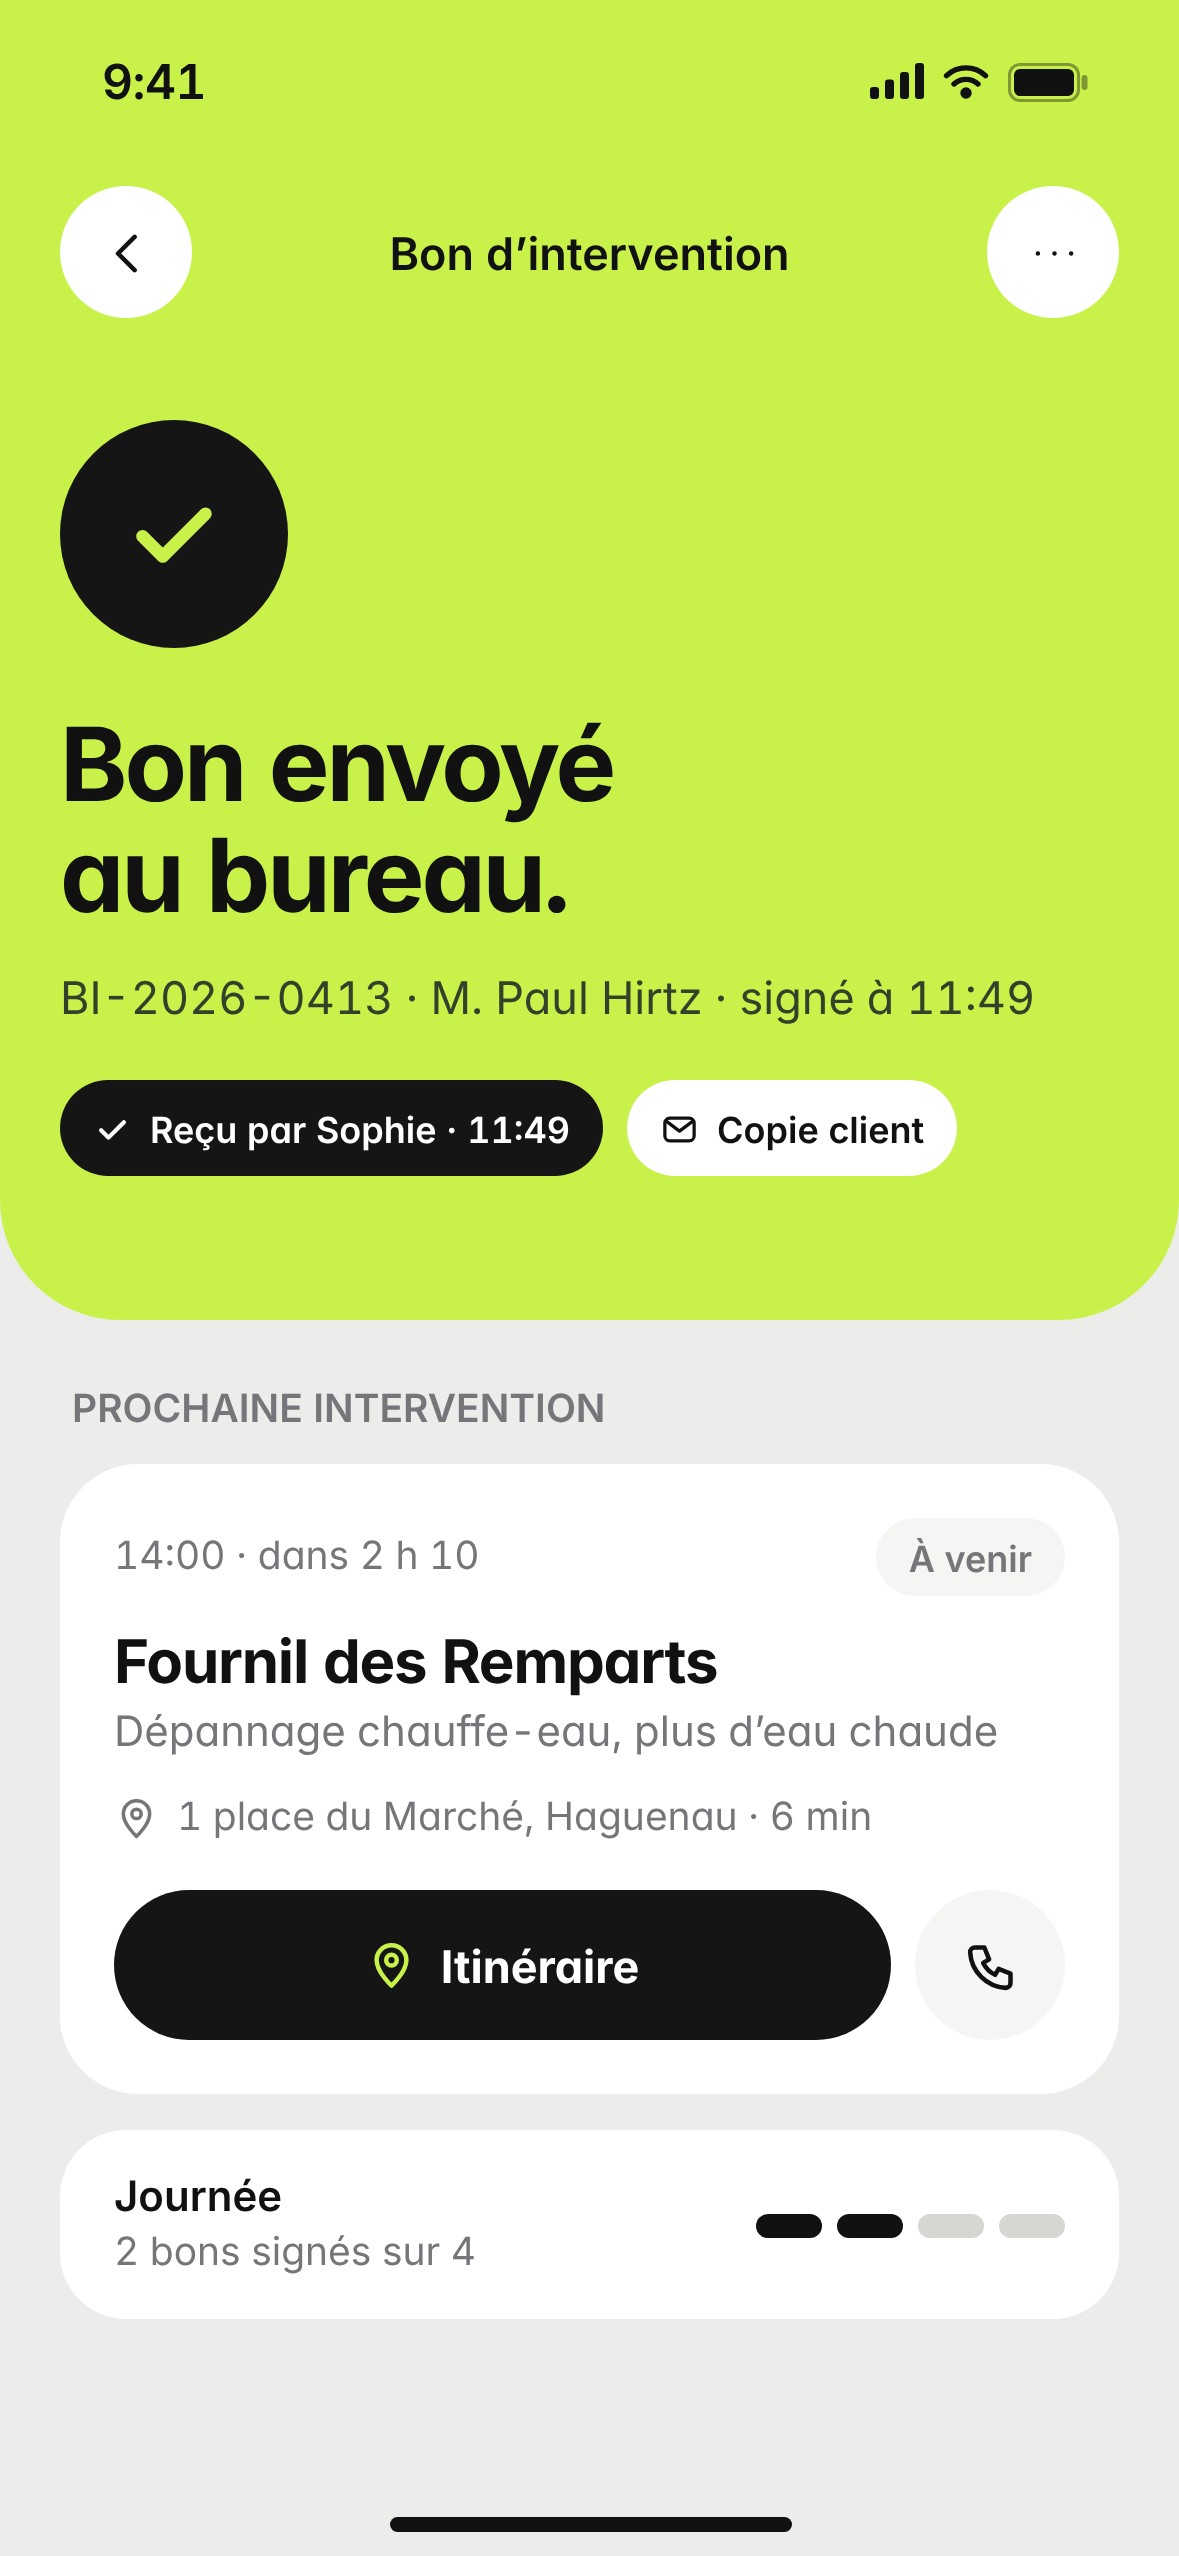 9:41
Bon d’intervention
Bon envoyé
au bureau.
BI-2026-0413 · M. Paul Hirtz · signé à 11:49
Reçu par Sophie · 11:49
Copie client
PROCHAINE INTERVENTION
14:00 · dans 2 h 10
À venir
Fournil des Remparts
Dépannage chauffe-eau, plus d’eau chaude
1 place du Marché, Haguenau · 6 min
Itinéraire
Journée
2 bons signés sur 4